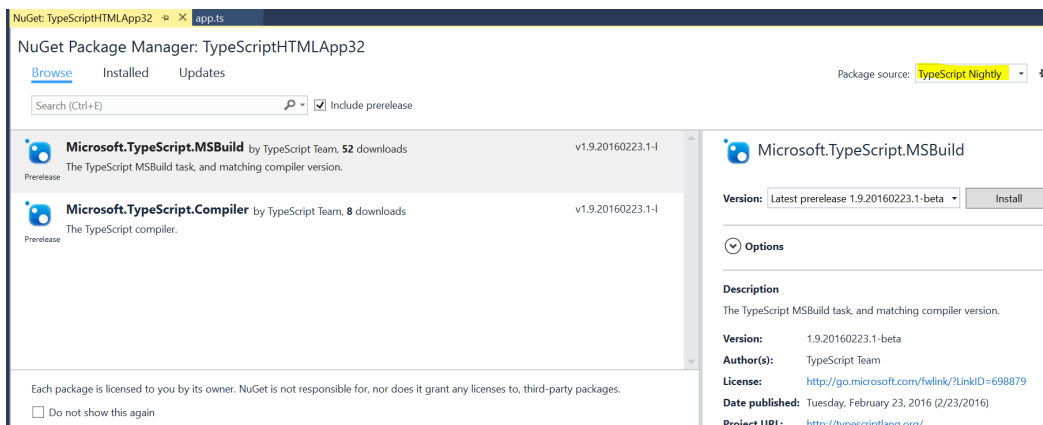 NuGet: TypeScriptHTMLApp32
app.ts
NuGet Package Manager: TypeScriptHTMLApp32
Browse Installed Updates
Package source: TypeScript Nightly
Search (Ctrl+E)
Include prerelease
Microsoft.TypeScript.MSBuild by TypeScript Team, 52 downloads
v1.9.20160223.1-
The TypeScript MSBuild task, and matching compiler version.
Prerelease
Microsoft.TypeScript.Compiler by TypeScript Team, 8 downloads
v1.9.20160223.1-
The TypeScript compiler.
Prerelease
Each package is licensed to you by its owner. NuGet is not responsible for, nor does it grant any licenses to, third-party packages.
Do not show this again
Microsoft.TypeScript.MSBuild
Version: Latest prerelease 1.9.20160223.1-beta
Install
Options
Description
The TypeScript MSBuild task, and matching compiler version.
Version: 1.9.20160223.1-beta
Author(s): TypeScript Team
License: http://go.microsoft.com/fwlink/?LinkID=698879
Date published: Tuesday, February 23, 2016 (2/23/2016)
Project URL: http://typescriptlang.org/